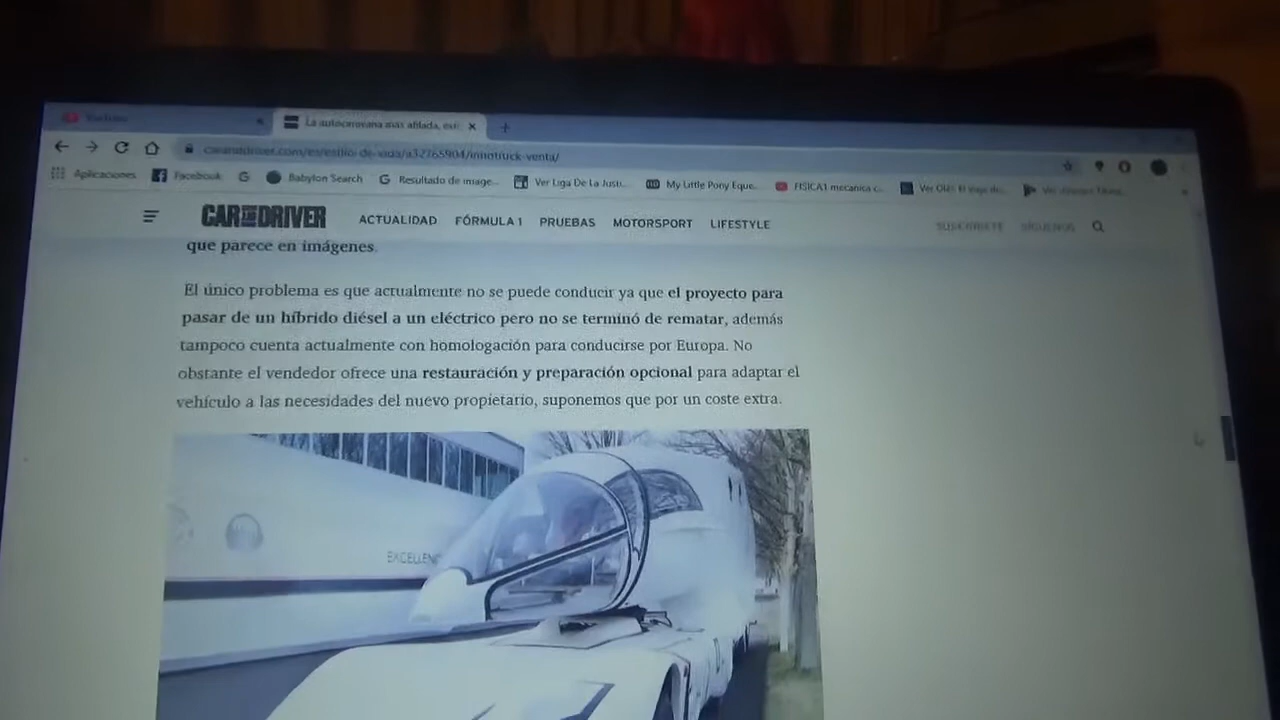 YouTube
La autocaravana más afilada, exó
caranddriver.com/es/estilo-de-vida/a32765904/innotruck-venta/
Aplicaciones
Facebook
Babylon Search
Resultado de image...
Ver Liga De La Justi...
My Little Pony Eque...
FISICA1 mecanica c...
CAR AND DRIVER
ACTUALIDAD
FÓRMULA 1
PRUEBAS
MOTORSPORT
LIFESTYLE
SUSCRÍBETE
SÍGUENOS
que parece en imágenes.
El único problema es que actualmente no se puede conducir ya que el proyecto para
pasar de un híbrido diésel a un eléctrico pero no se terminó de rematar, además
tampoco cuenta actualmente con homologación para conducirse por Europa. No
obstante el vendedor ofrece una restauración y preparación opcional para adaptar el
vehículo a las necesidades del nuevo propietario, suponemos que por un coste extra.
EXCELLENC